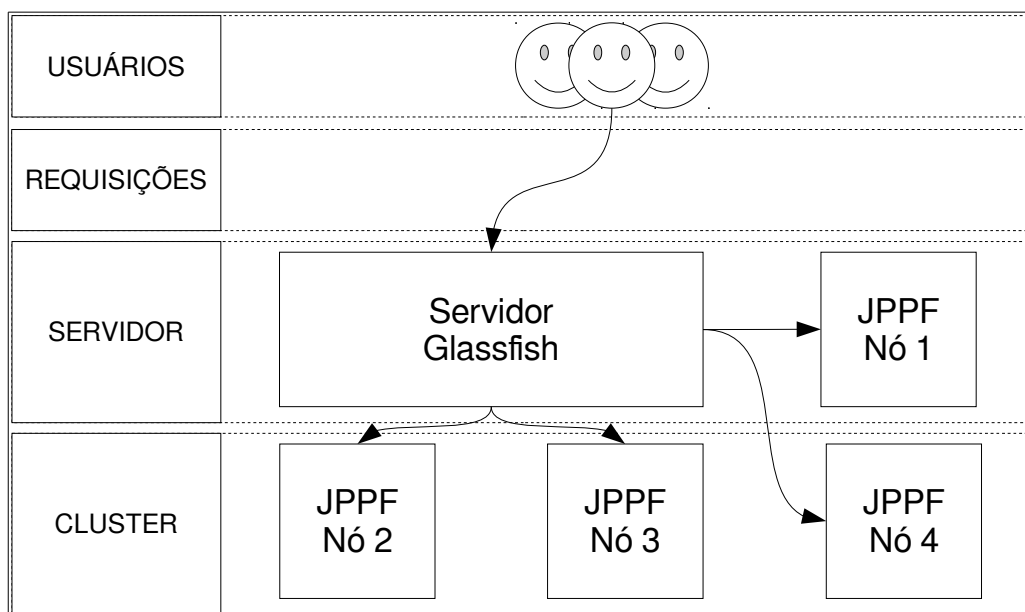 USUÁRIOS
REQUISIÇÕES
SERVIDOR
Servidor
Glassfish
JPPF
Nó 1
CLUSTER
JPPF
Nó 2
JPPF
Nó 3
JPPF
Nó 4